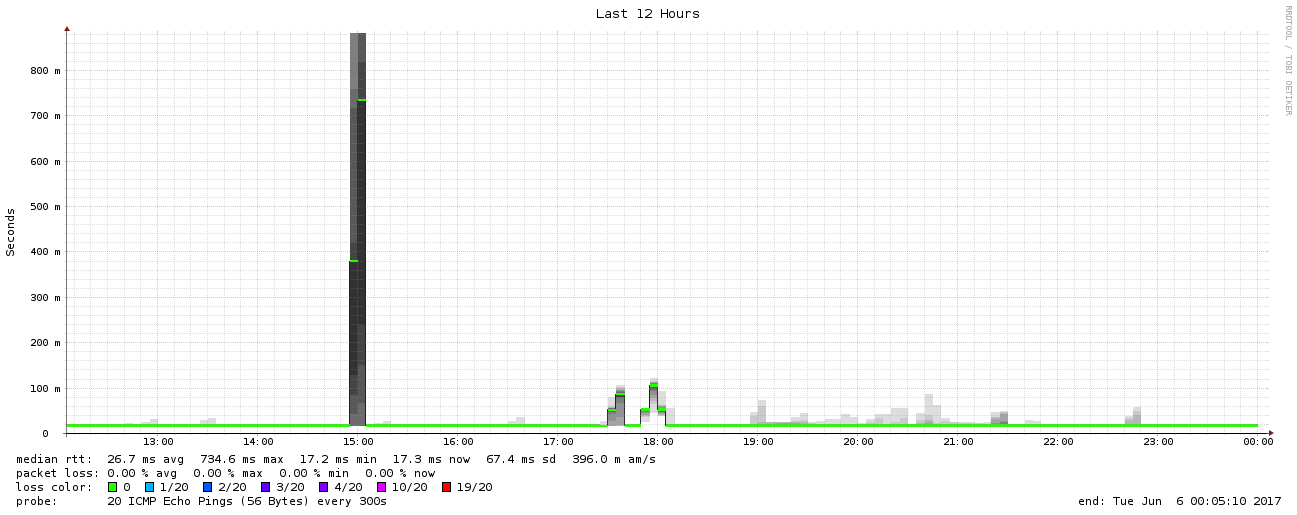 Last 12 Hours
RRDTOOL / TOBI OETIKER
Seconds
800 m
700 m
600 m
500 m
400 m
300 m
200 m
100 m
0
13:00 14:00 15:00 16:00 17:00 18:00 19:00 20:00 21:00 22:00 23:00 00:00
median rtt: 26.7 ms avg 734.6 ms max 17.2 ms min 17.3 ms now 67.4 ms sd 396.0 m am/s
packet loss: 0.00 % avg 0.00 % max 0.00 % min 0.00 % now
loss color: 0 1/20 2/20 3/20 4/20 10/20 19/20
probe: 20 ICMP Echo Pings (56 Bytes) every 300s end: Tue Jun 6 00:05:10 2017